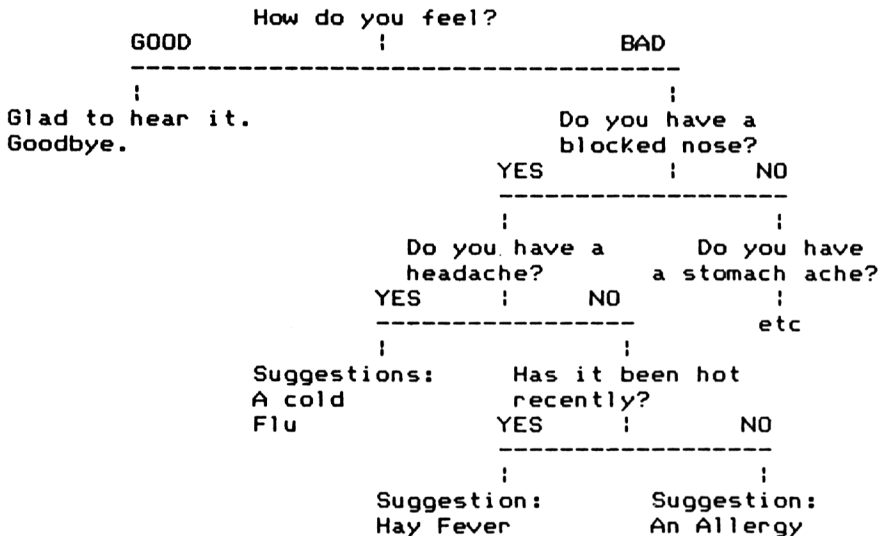 How do you feel?
GOOD BAD
Glad to hear it.
Goodbye.
Do you have a
blocked nose?
YES NO
Do you have a
headache?
Do you have
a stomach ache?
YES NO
etc
Suggestions:
A cold
Flu
Has it been hot
recently?
YES NO
Suggestion:
Hay Fever
Suggestion:
An Allergy